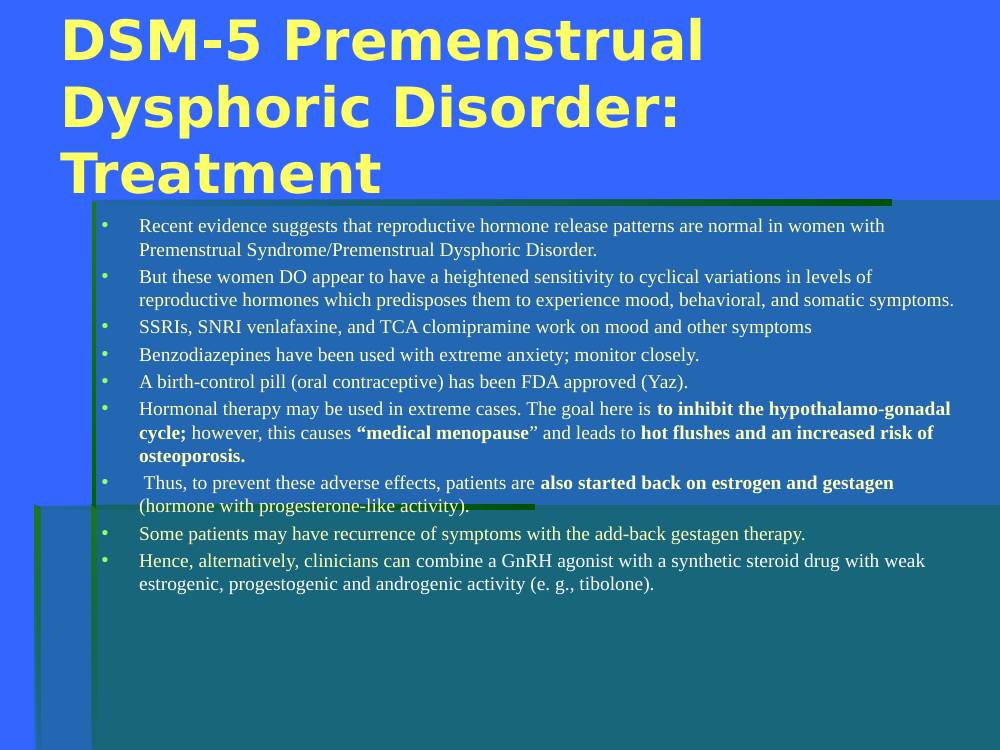 DSM-5 Premenstrual
Dysphoric Disorder:
Treatment
• Recent evidence suggests that reproductive hormone release patterns are normal in women with
Premenstrual Syndrome/Premenstrual Dysphoric Disorder.
• But these women DO appear to have a heightened sensitivity to cyclical variations in levels of
reproductive hormones which predisposes them to experience mood, behavioral, and somatic symptoms.
• SSRIs, SNRI venlafaxine, and TCA clomipramine work on mood and other symptoms
• Benzodiazepines have been used with extreme anxiety; monitor closely.
• A birth-control pill (oral contraceptive) has been FDA approved (Yaz).
• Hormonal therapy may be used in extreme cases. The goal here is to inhibit the hypothalamo-gonadal
cycle; however, this causes “medical menopause” and leads to hot flushes and an increased risk of
osteoporosis.
• Thus, to prevent these adverse effects, patients are also started back on estrogen and gestagen
(hormone with progesterone-like activity).
• Some patients may have recurrence of symptoms with the add-back gestagen therapy.
• Hence, alternatively, clinicians can combine a GnRH agonist with a synthetic steroid drug with weak
estrogenic, progestogenic and androgenic activity (e. g., tibolone).